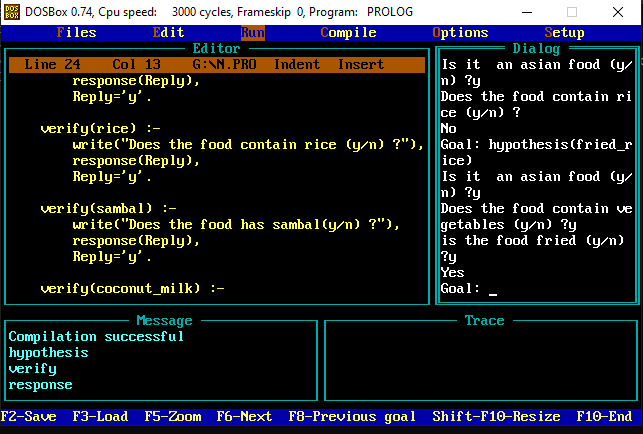 DOSBox 0.74, Cpu speed: 3000 cycles, Frameskip 0, Program: PROLOG
Files Edit Run Compile Options Setup
Editor
Line 24 Col 13 G:\N.PRO Indent Insert
response(Reply),
Reply='y'.
verify(rice) :-
write("Does the food contain rice (y/n) ?"),
response(Reply),
Reply='y'.
verify(sambal) :-
write("Does the food has sambal(y/n) ?"),
response(Reply),
Reply='y'.
verify(coconut_milk) :-
Dialog
Is it  an asian food (y/
n) ?y
Does the food contain ri
ce (y/n) ?
No
Goal: hypothesis(fried_r
ice)
Is it  an asian food (y/
n) ?y
Does the food contain ve
getables (y/n) ?y
is the food fried (y/n)
?y
Yes
Goal: _
Message
Compilation successful
hypothesis
verify
response
Trace
F2-Save F3-Load F5-Zoom F6-Next F8-Previous goal Shift-F10-Resize F10-End